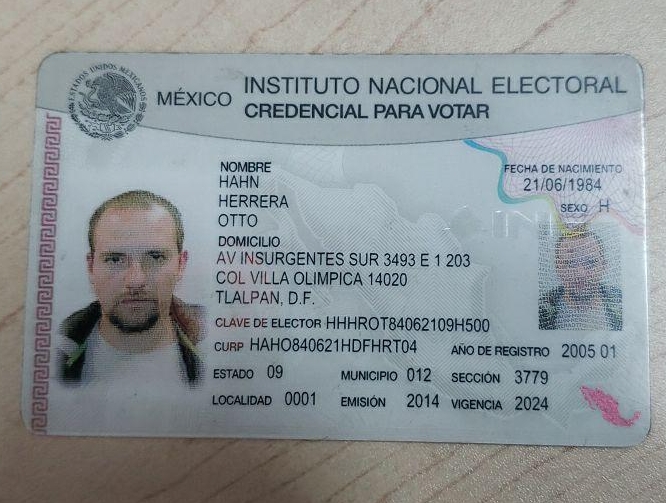 ESTADOS UNIDOS MEXICANOS
MÉXICO INSTITUTO NACIONAL ELECTORAL
CREDENCIAL PARA VOTAR
NOMBRE
HAHN
HERRERA
OTTO
FECHA DE NACIMIENTO
21/06/1984
SEXO H
DOMICILIO
AV INSURGENTES SUR 3493 E 1 203
COL VILLA OLIMPICA 14020
TLALPAN, D.F.
CLAVE DE ELECTOR HHHROT84062109H500
CURP HAHO840621HDFHRT04 AÑO DE REGISTRO 2005 01
ESTADO 09 MUNICIPIO 012 SECCIÓN 3779
LOCALIDAD 0001 EMISIÓN 2014 VIGENCIA 2024